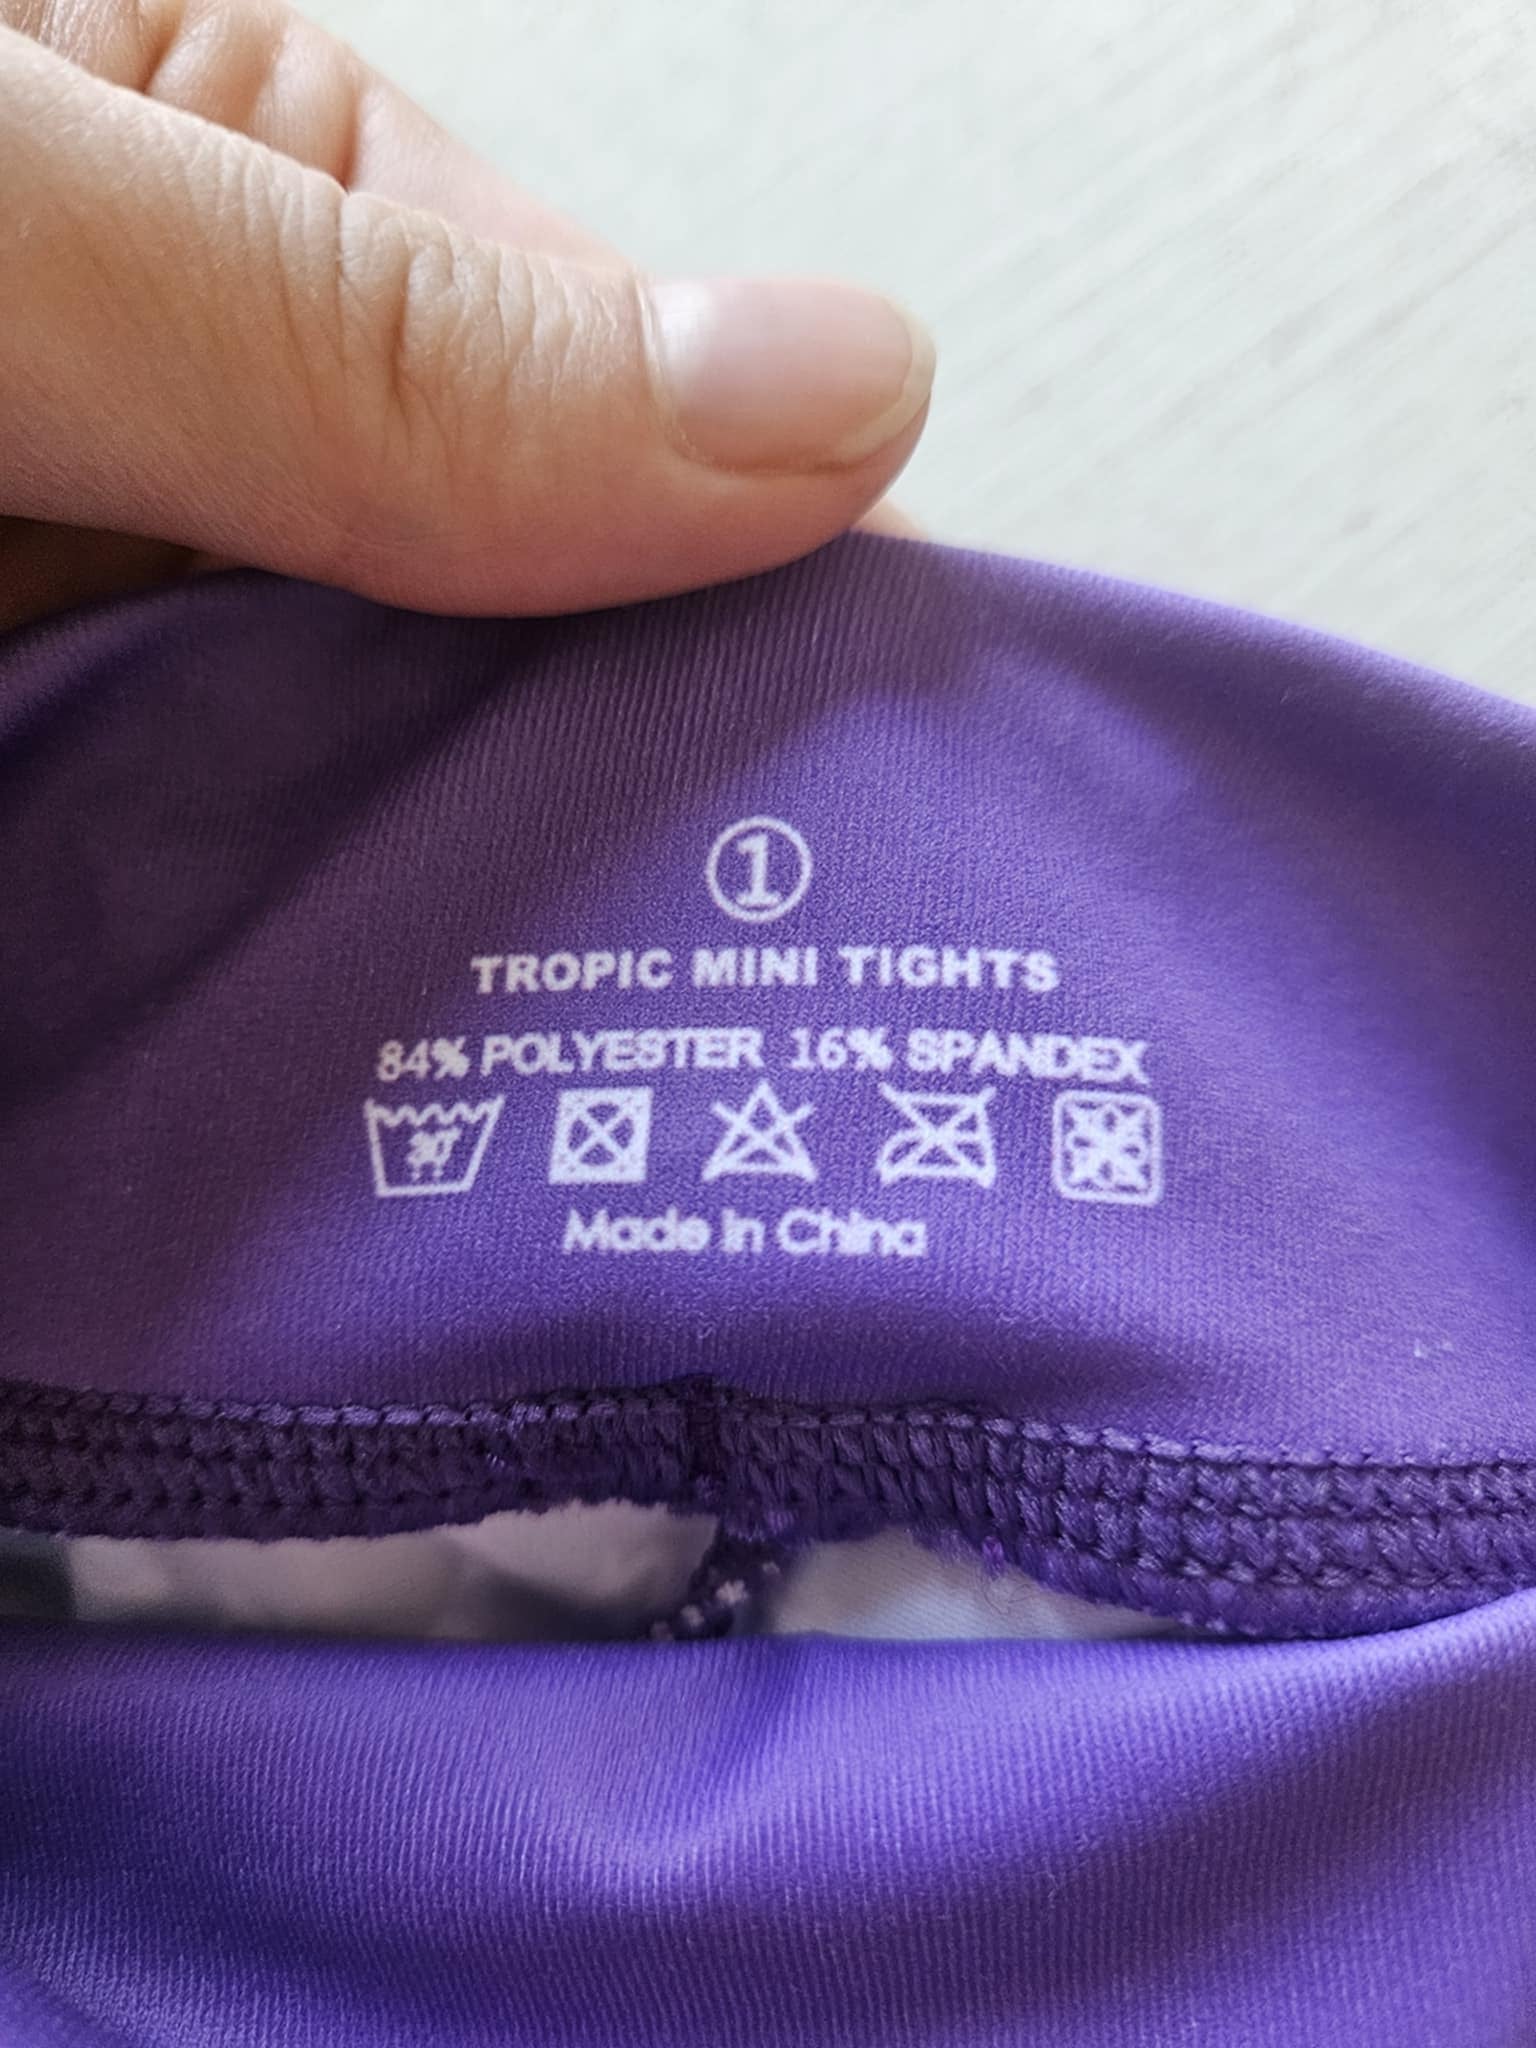 ①
TROPIC MINI TIGHTS
84% POLYESTER 16% SPANDEX
30°
Made in China